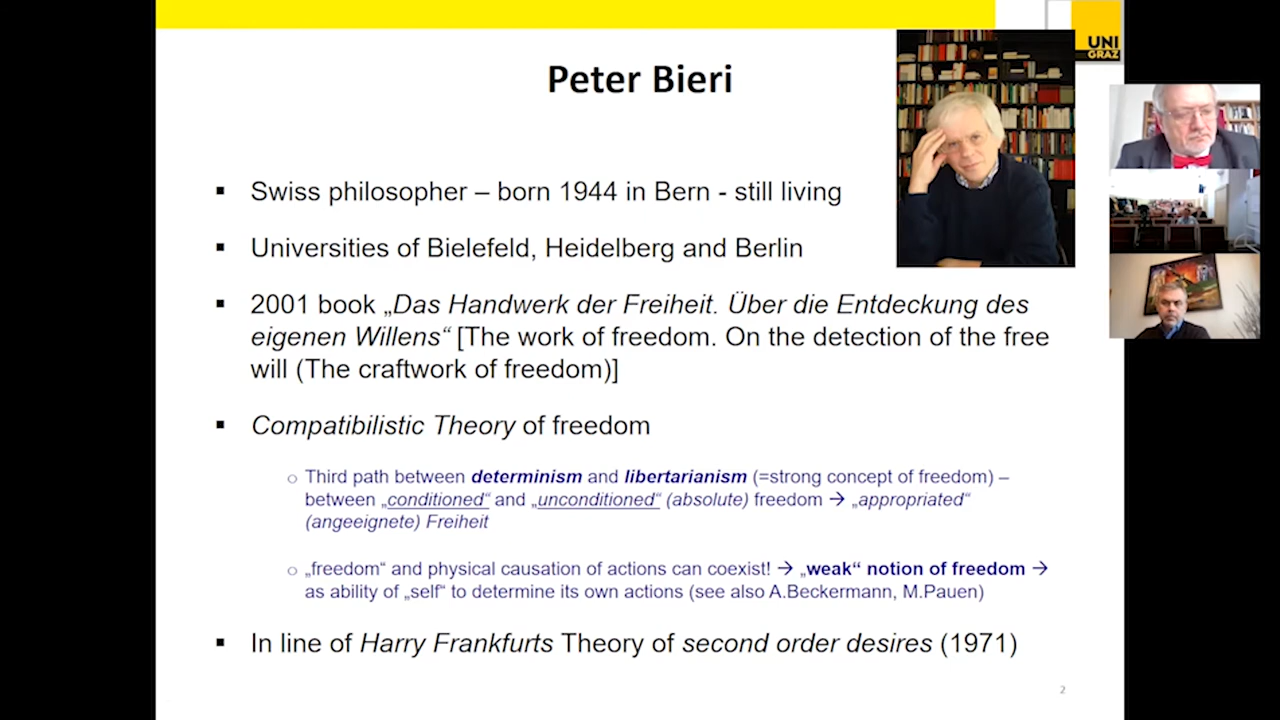 UNI
GRAZ
Peter Bieri
▪ Swiss philosopher – born 1944 in Bern - still living
▪ Universities of Bielefeld, Heidelberg and Berlin
▪ 2001 book „Das Handwerk der Freiheit. Über die Entdeckung des
eigenen Willens“ [The work of freedom. On the detection of the free
will (The craftwork of freedom)]
▪ Compatibilistic Theory of freedom
○ Third path between determinism and libertarianism (=strong concept of freedom) –
between „conditioned“ and „unconditioned“ (absolute) freedom → „appropriated“
(angeeignete) Freiheit
○ „freedom“ and physical causation of actions can coexist! → „weak“ notion of freedom →
as ability of „self“ to determine its own actions (see also A.Beckermann, M.Pauen)
▪ In line of Harry Frankfurts Theory of second order desires (1971)
2